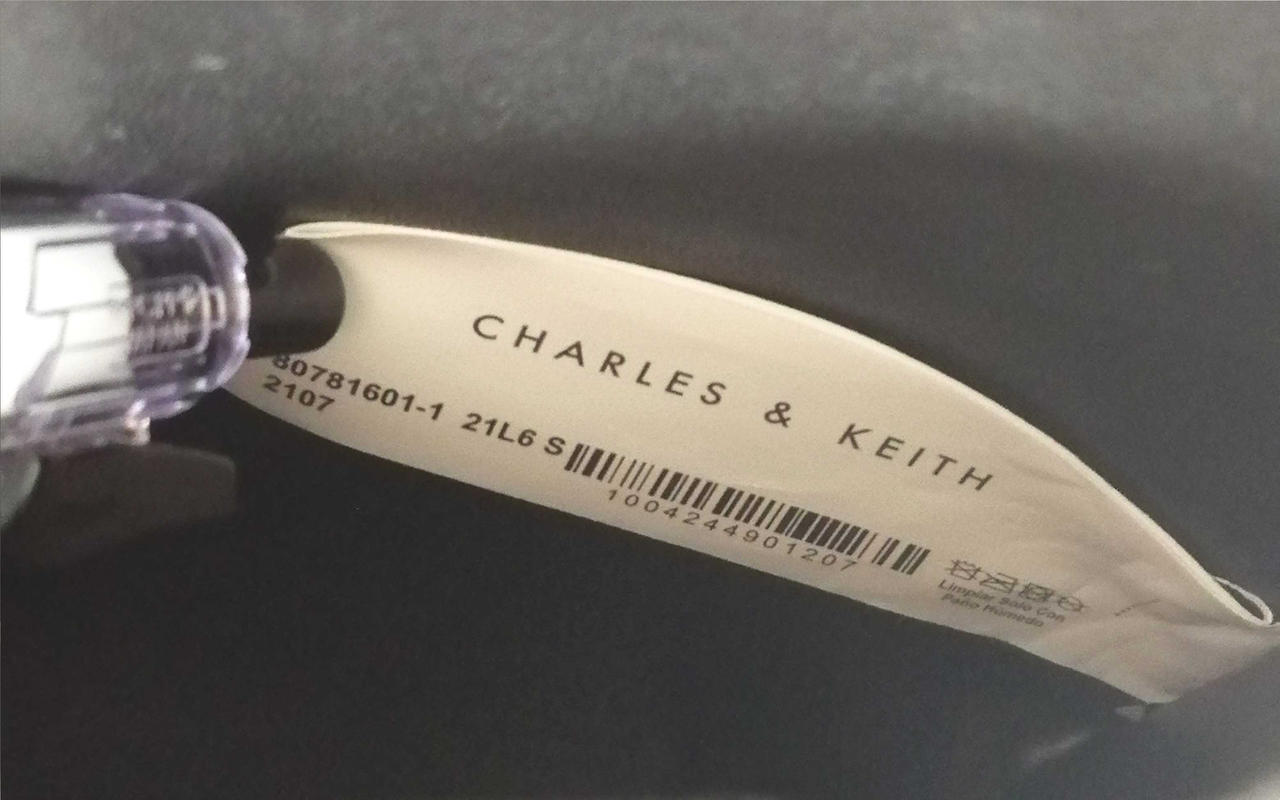 CHARLES & KEITH
80781601-1 21L6 S
2107
1004244901207
Limpiar Solo Con
Paño Húmedo